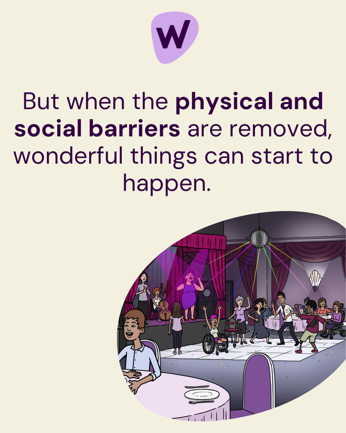 W
But when the physical and
social barriers are removed,
wonderful things can start to
happen.